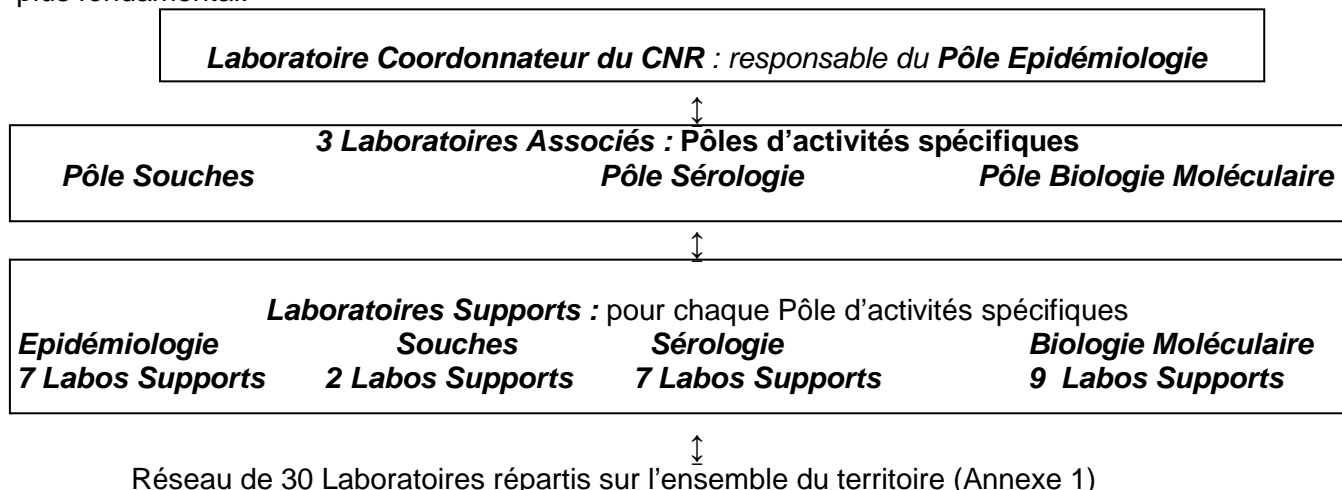 plus fondamental.
Laboratoire Coordonnateur du CNR : responsable du Pôle Epidémiologie
↕
3 Laboratoires Associés : Pôles d'activités spécifiques
Pôle Souches Pôle Sérologie Pôle Biologie Moléculaire
↕
Laboratoires Supports : pour chaque Pôle d'activités spécifiques
Epidémiologie Souches Sérologie Biologie Moléculaire
7 Labos Supports 2 Labos Supports 7 Labos Supports 9 Labos Supports
↕
Réseau de 30 Laboratoires répartis sur l'ensemble du territoire (Annexe 1)